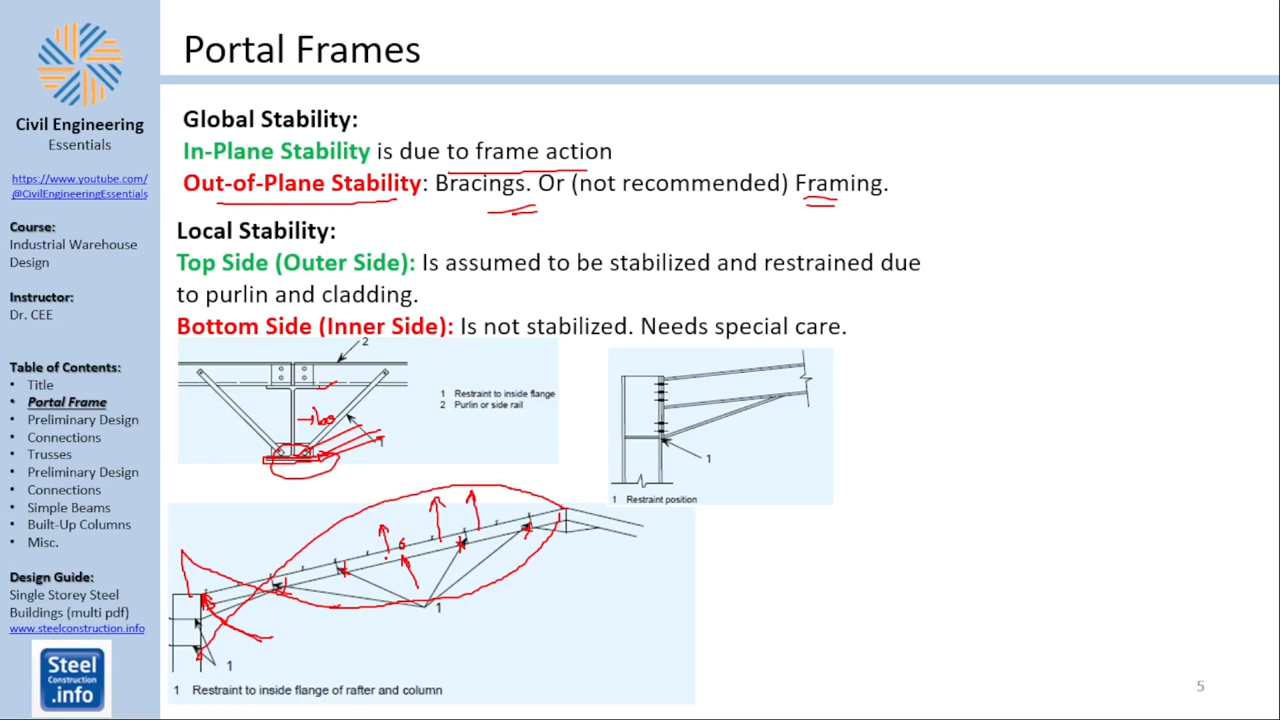 Portal Frames
Civil Engineering
Essentials
https://www.youtube.com/
@CivilEngineeringEssentials
Course:
Industrial Warehouse
Design
Instructor:
Dr. CEE
Table of Contents:
• Title
• Portal Frame
• Preliminary Design
• Connections
• Trusses
• Preliminary Design
• Connections
• Simple Beams
• Built-Up Columns
• Misc.
Design Guide:
Single Storey Steel
Buildings (multi pdf)
www.steelconstruction.info
Steel
Construction
.info
Global Stability:
In-Plane Stability is due to frame action
Out-of-Plane Stability: Bracings. Or (not recommended) Framing.
Local Stability:
Top Side (Outer Side): Is assumed to be stabilized and restrained due
to purlin and cladding.
Bottom Side (Inner Side): Is not stabilized. Needs special care.
2
1 Restraint to inside flange
2 Purlin or side rail
1
1
1 Restraint position
1
1
1 Restraint to inside flange of rafter and column
5